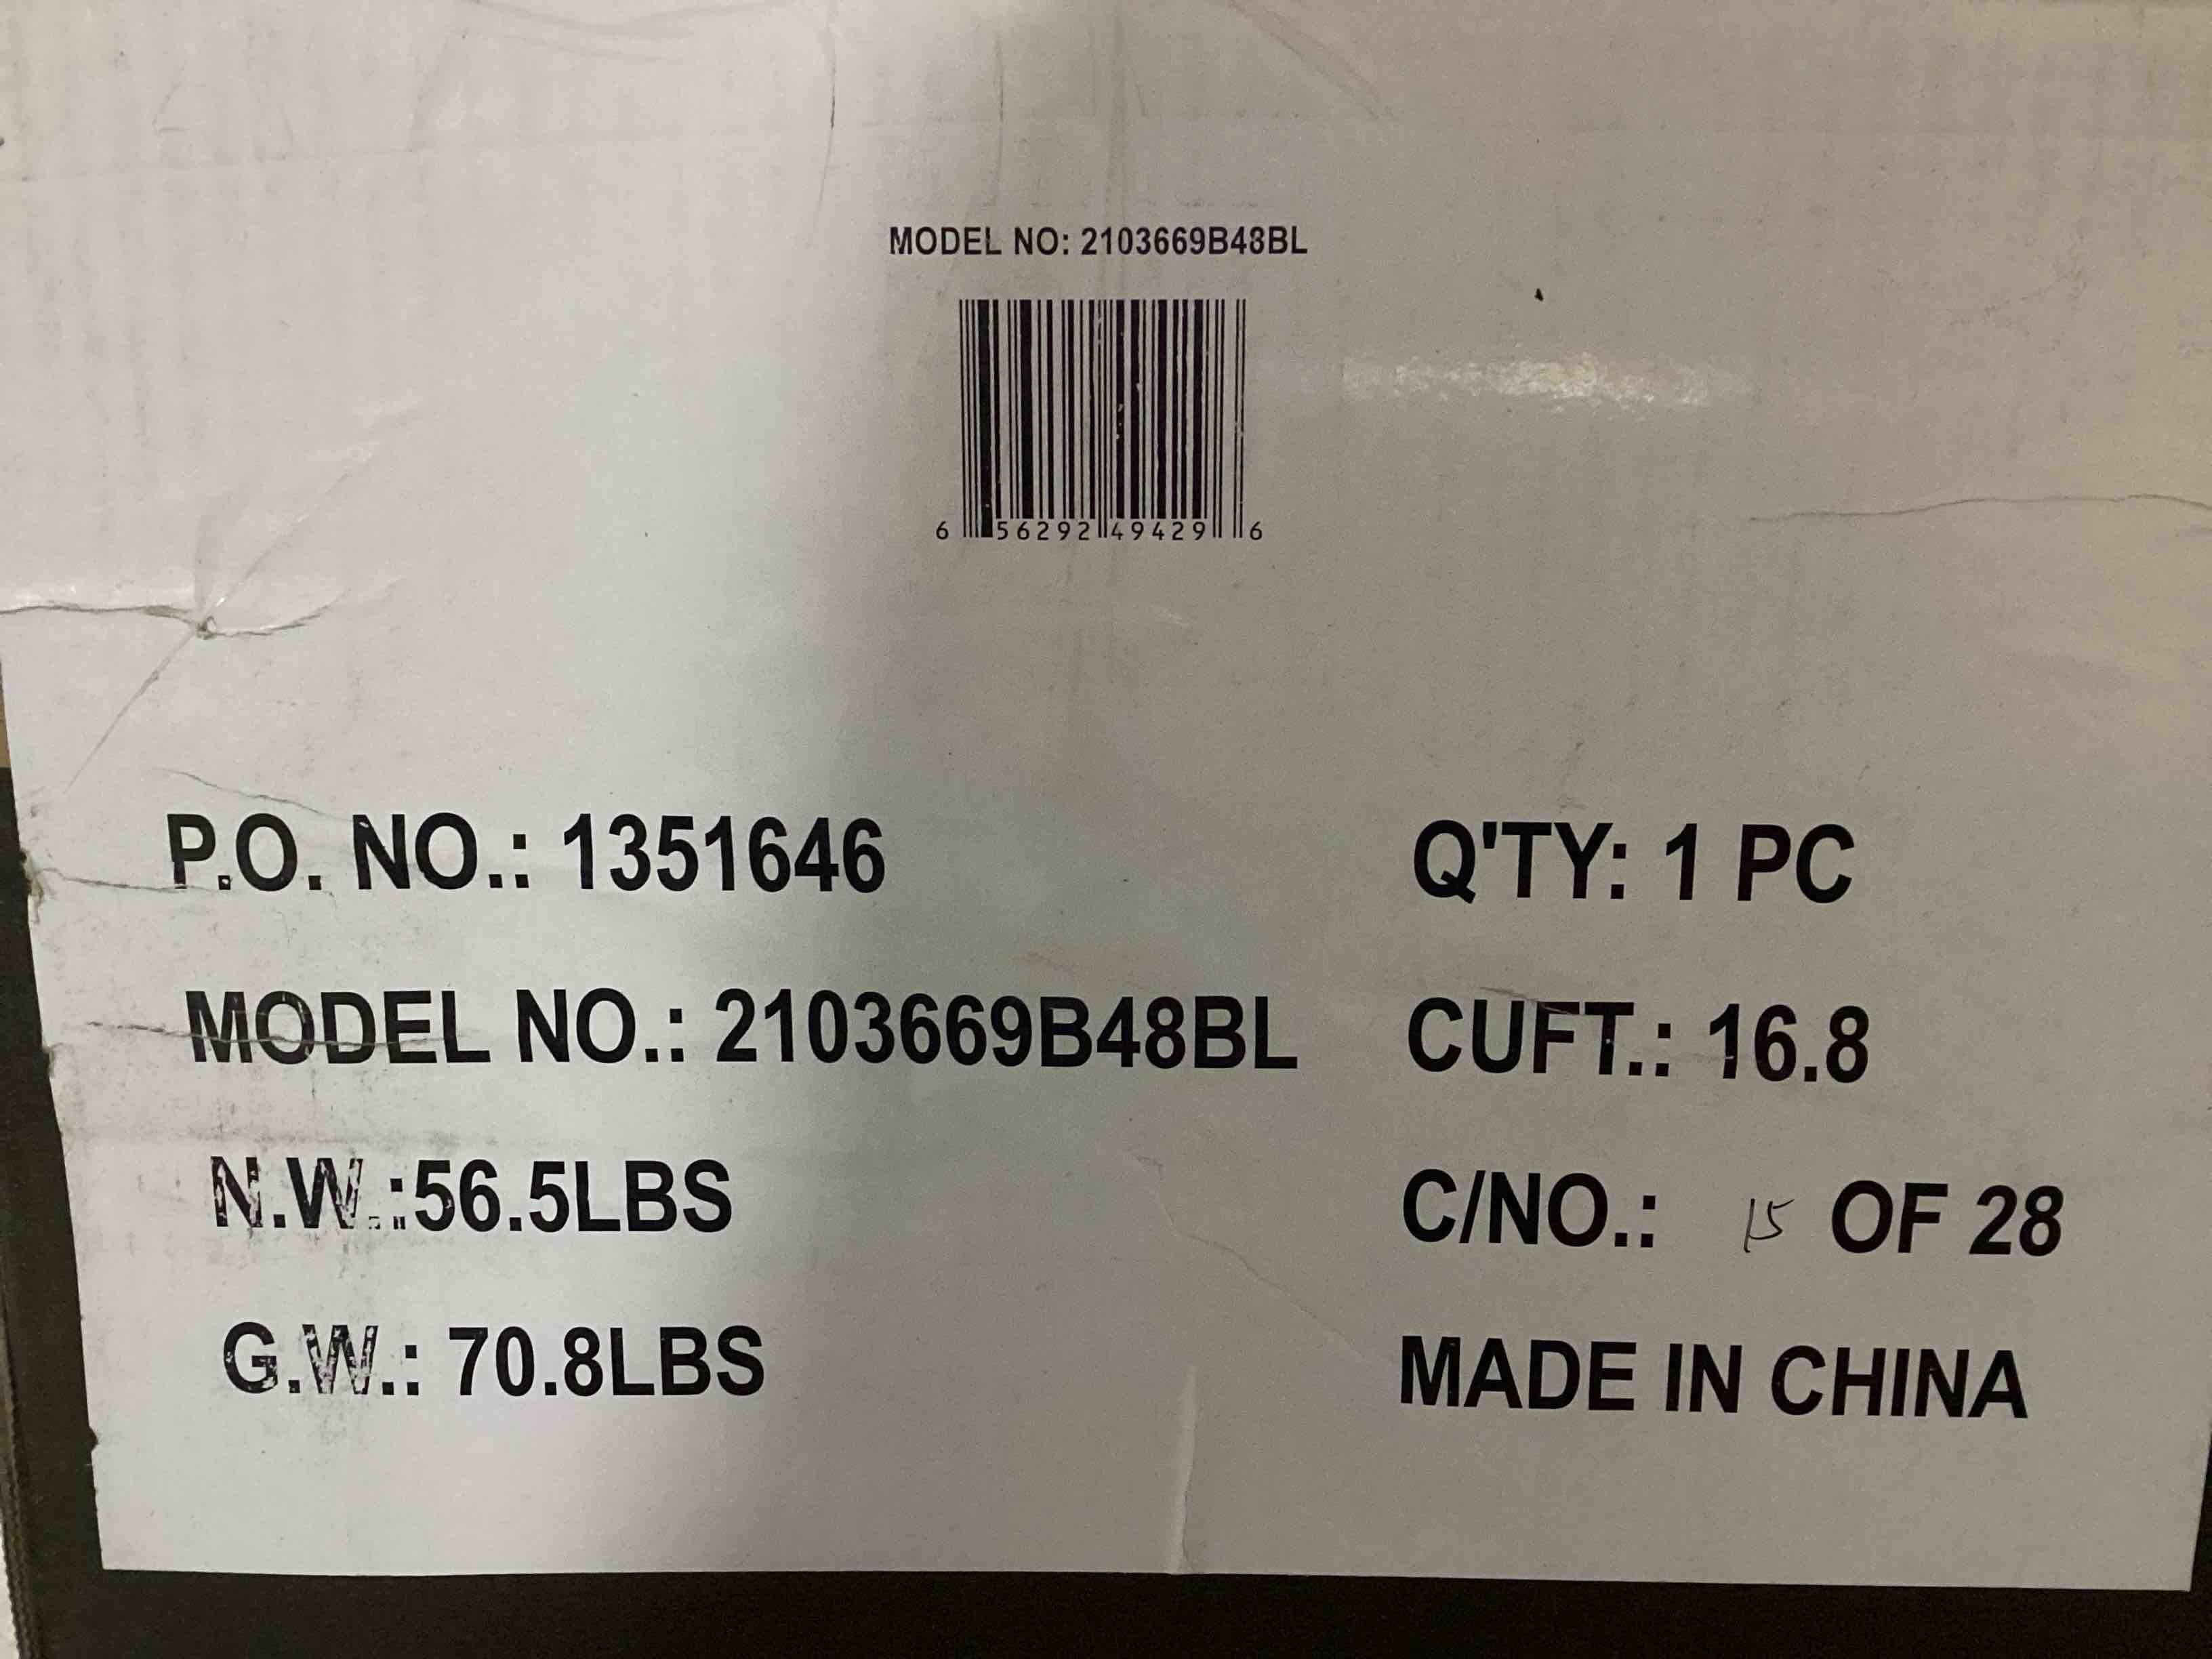 MODEL NO: 2103669B48BL
6 56292 49429 6
P.O. NO.: 1351646
Q'TY: 1 PC
MODEL NO.: 2103669B48BL
CUFT.: 16.8
N.W.:56.5LBS
C/NO.: 15 OF 28
G.W.: 70.8LBS
MADE IN CHINA